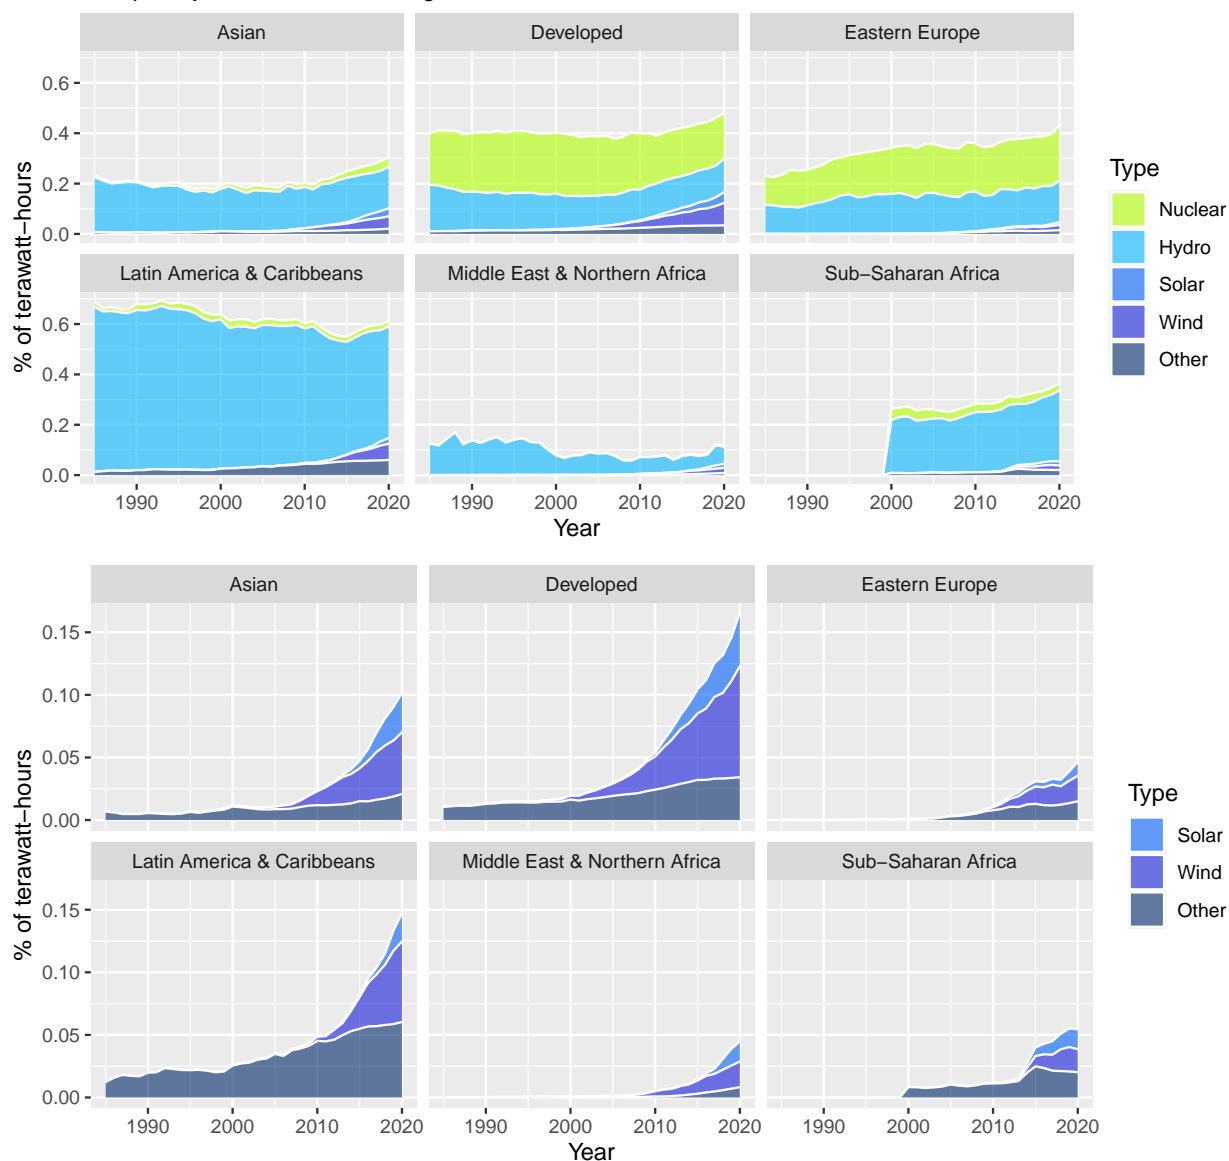 Asian Developed Eastern Europe
0.6
0.4
0.2
0.0
Latin America & Caribbeans Middle East & Northern Africa Sub−Saharan Africa
0.6
0.4
0.2
0.0
1990 2000 2010 2020 1990 2000 2010 2020 1990 2000 2010 2020
Year
% of terawatt−hours
Type
Nuclear
Hydro
Solar
Wind
Other
Asian Developed Eastern Europe
0.15
0.10
0.05
0.00
Latin America & Caribbeans Middle East & Northern Africa Sub−Saharan Africa
0.15
0.10
0.05
0.00
1990 2000 2010 2020 1990 2000 2010 2020 1990 2000 2010 2020
Year
% of terawatt−hours
Type
Solar
Wind
Other